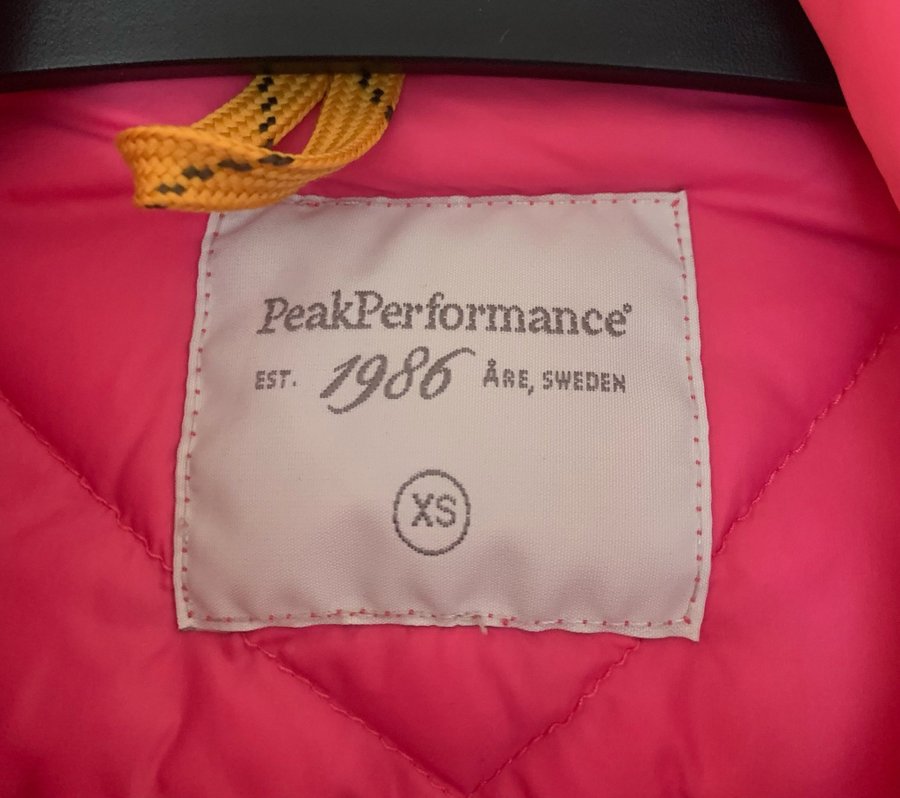 PeakPerformance®
EST. 1986 ÅRE, SWEDEN
XS